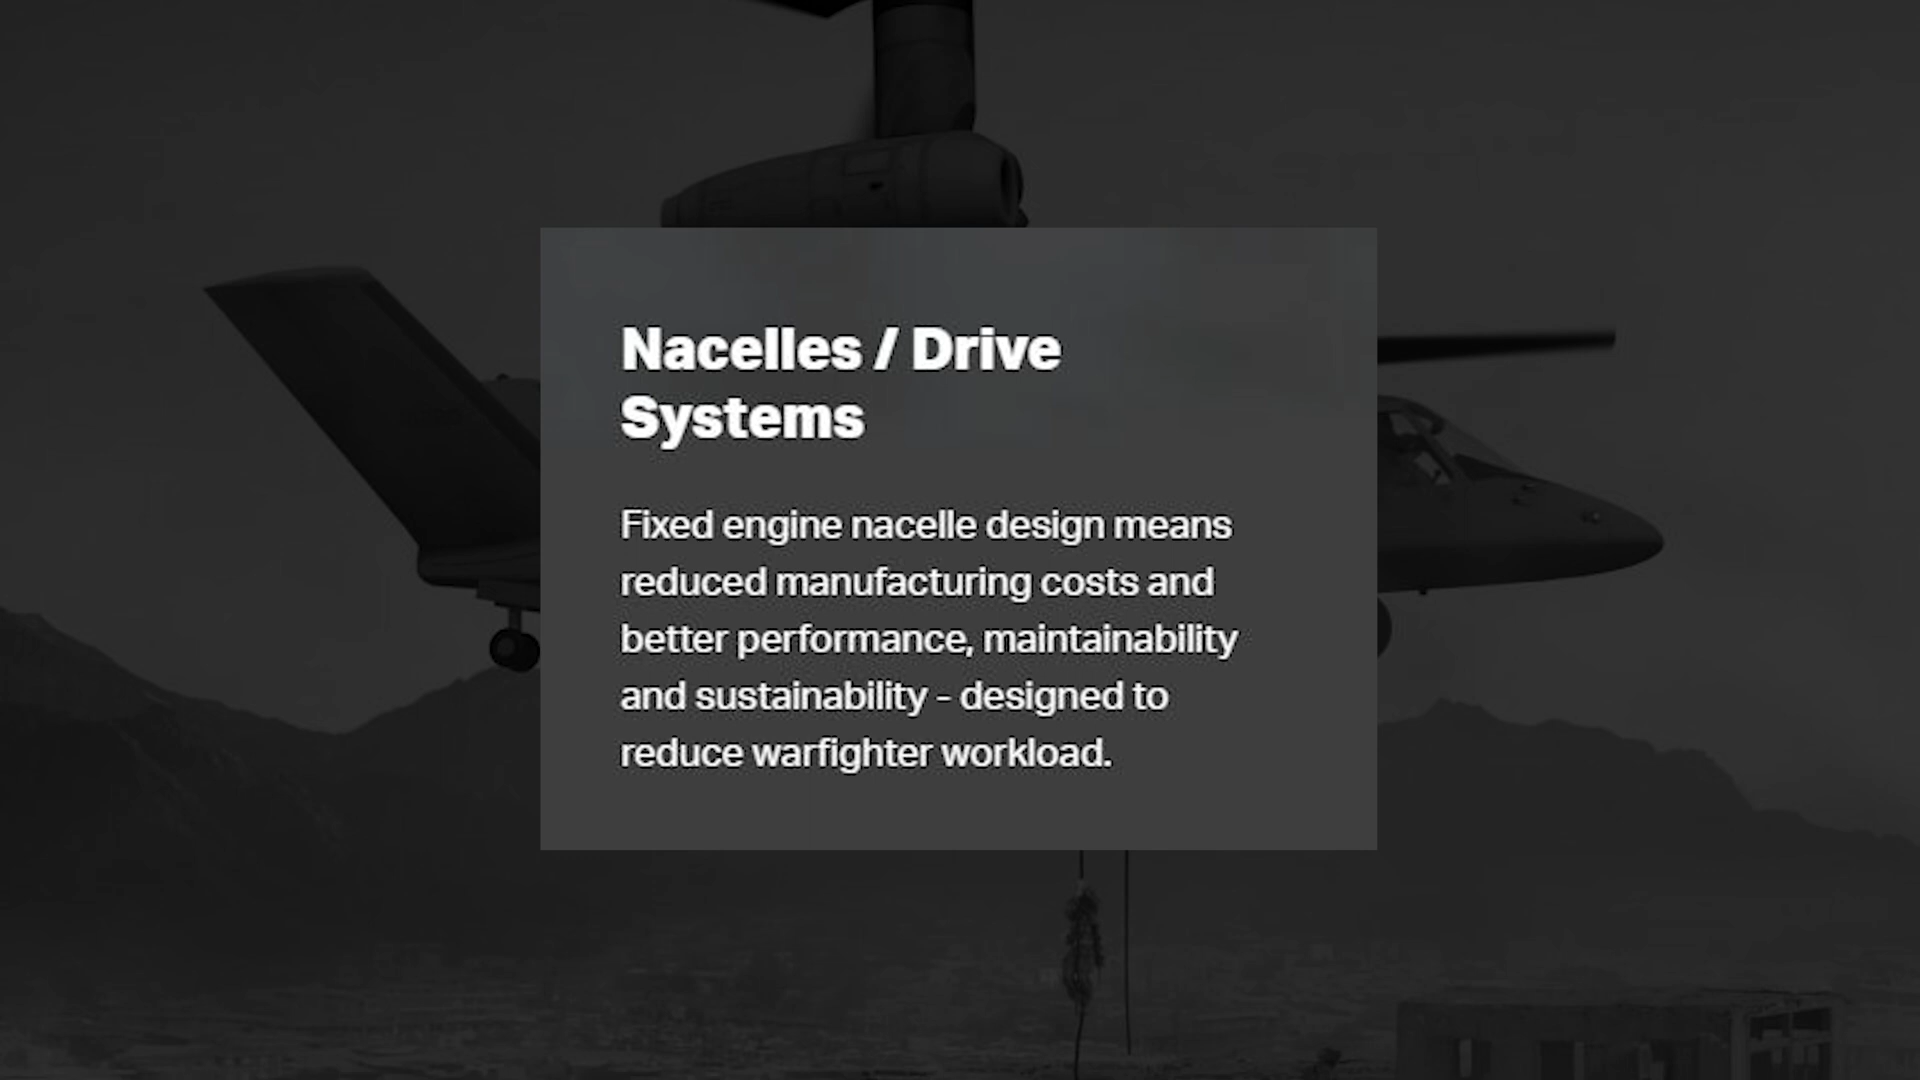 Nacelles / Drive
Systems
Fixed engine nacelle design means
reduced manufacturing costs and
better performance, maintainability
and sustainability - designed to
reduce warfighter workload.